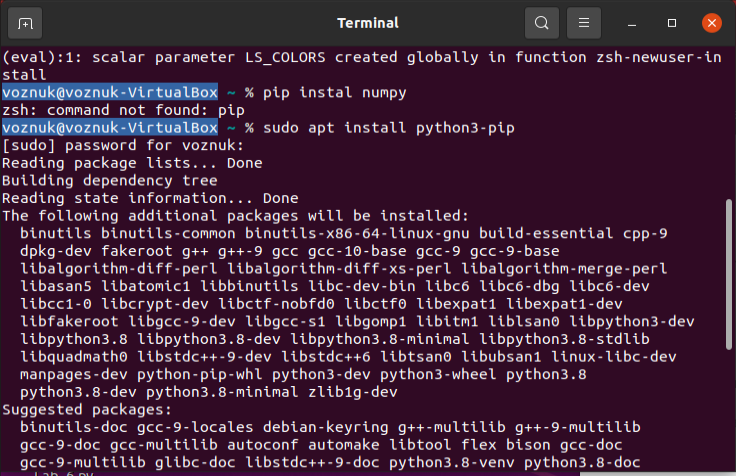 Terminal
(eval):1: scalar parameter LS_COLORS created globally in function zsh-newuser-in
stall
voznuk@voznuk-VirtualBox ~ % pip instal numpy
zsh: command not found: pip
voznuk@voznuk-VirtualBox ~ % sudo apt install python3-pip
[sudo] password for voznuk:
Reading package lists... Done
Building dependency tree
Reading state information... Done
The following additional packages will be installed:
binutils binutils-common binutils-x86-64-linux-gnu build-essential cpp-9
dpkg-dev fakeroot g++ g++-9 gcc gcc-10-base gcc-9 gcc-9-base
libalgorithm-diff-perl libalgorithm-diff-xs-perl libalgorithm-merge-perl
libasan5 libatomic1 libbinutils libc-dev-bin libc6 libc6-dbg libc6-dev
libcc1-0 libcrypt-dev libctf-nobfd0 libctf0 libexpat1 libexpat1-dev
libfakeroot libgcc-9-dev libgcc-s1 libgomp1 libitm1 liblsan0 libpython3-dev
libpython3.8 libpython3.8-dev libpython3.8-minimal libpython3.8-stdlib
libquadmath0 libstdc++-9-dev libstdc++6 libtsan0 libubsan1 linux-libc-dev
manpages-dev python-pip-whl python3-dev python3-wheel python3.8
python3.8-dev python3.8-minimal zlib1g-dev
Suggested packages:
binutils-doc gcc-9-locales debian-keyring g++-multilib g++-9-multilib
gcc-9-doc gcc-multilib autoconf automake libtool flex bison gcc-doc
gcc-9-multilib glibc-doc libstdc++-9-doc python3.8-venv python3.8-doc